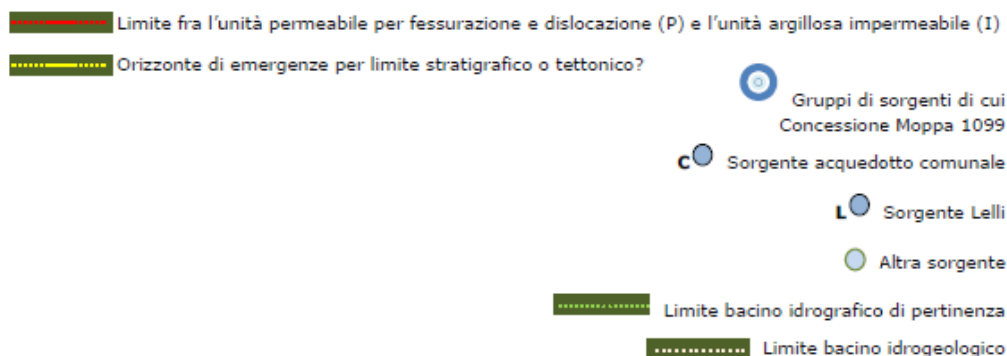 Limite fra l'unità permeabile per fessurazione e dislocazione (P) e l'unità argillosa impermeabile (I)
Orizzonte di emergenze per limite stratigrafico o tettonico?
Gruppi di sorgenti di cui
Concessione Moppa 1099
C Sorgente acquedotto comunale
L Sorgente Lelli
Altra sorgente
Limite bacino idrografico di pertinenza
Limite bacino idrogeologico